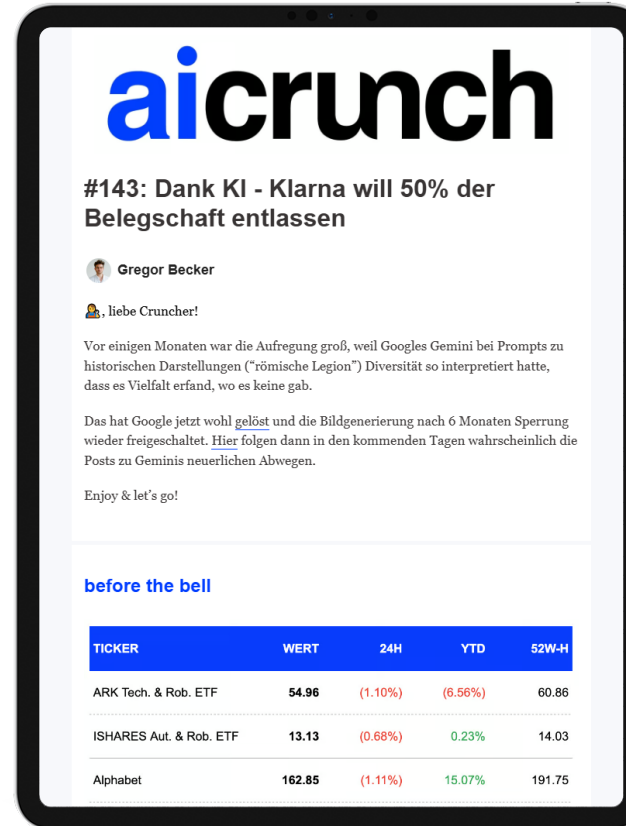 aicrunch
#143: Dank KI - Klarna will 50% der
Belegschaft entlassen
Gregor Becker
, liebe Cruncher!
Vor einigen Monaten war die Aufregung groß, weil Googles Gemini bei Prompts zu
historischen Darstellungen (“römische Legion”) Diversität so interpretiert hatte,
dass es Vielfalt erfand, wo es keine gab.
Das hat Google jetzt wohl gelöst und die Bildgenerierung nach 6 Monaten Sperrung
wieder freigeschaltet. Hier folgen dann in den kommenden Tagen wahrscheinlich die
Posts zu Geminis neuerlichen Abwegen.
Enjoy & let’s go!
before the bell
TICKER WERT 24H YTD 52W-H
ARK Tech. & Rob. ETF 54.96 (1.10%) (6.56%) 60.86
ISHARES Aut. & Rob. ETF 13.13 (0.68%) 0.23% 14.03
Alphabet 162.85 (1.11%) 15.07% 191.75